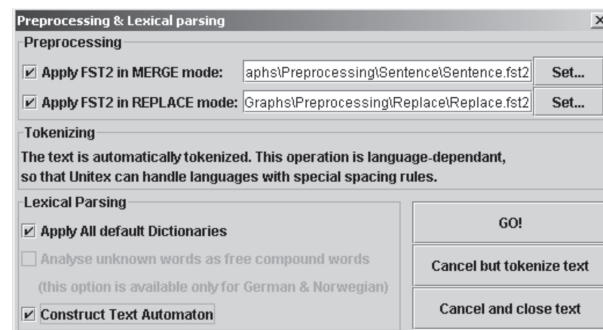 Preprocessing & Lexical parsing
Preprocessing
Apply FST2 in MERGE mode: aphs\Preprocessing\Sentence\Sentence.fst2 Set...
Apply FST2 in REPLACE mode: Graphs\Preprocessing\Replace\Replace.fst2 Set...
Tokenizing
The text is automatically tokenized. This operation is language-dependant,
so that Unitex can handle languages with special spacing rules.
Lexical Parsing
Apply All default Dictionaries
Analyse unknown words as free compound words
(this option is available only for German & Norwegian)
Construct Text Automaton
GO!
Cancel but tokenize text
Cancel and close text